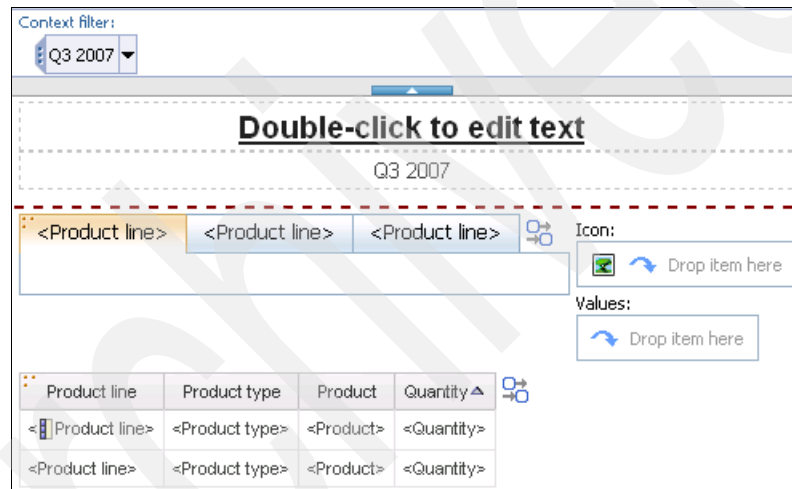 Context filter:
Q3 2007
Double-click to edit text
Q3 2007
<Product line> <Product line> <Product line>
Icon:
Drop item here
Values:
Drop item here
Product line Product type Product Quantity
<Product line> <Product type> <Product> <Quantity>
<Product line> <Product type> <Product> <Quantity>